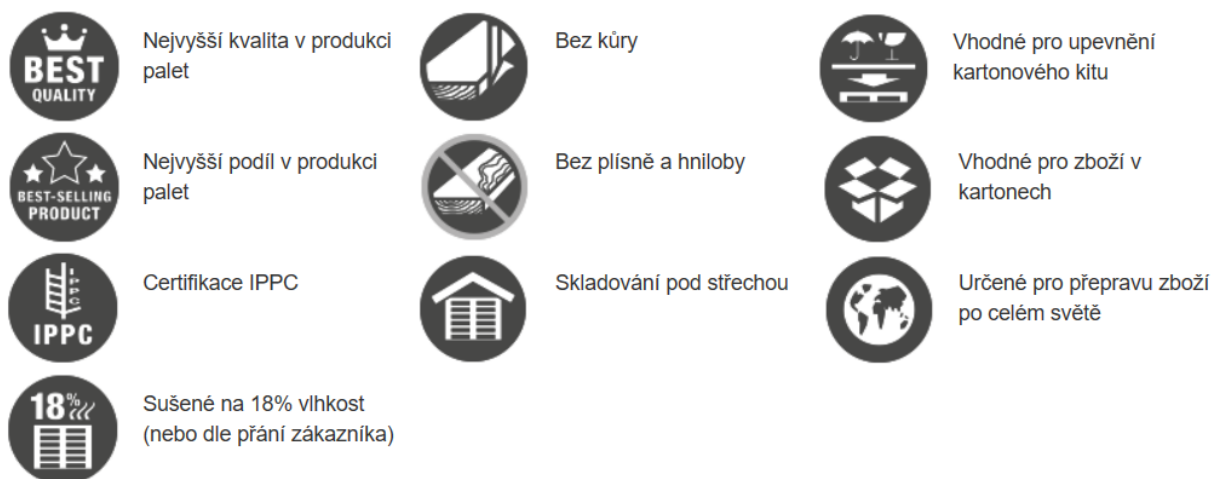 BEST
QUALITY
Nejvyšší kvalita v produkci
palet
BEST-SELLING
PRODUCT
Nejvyšší podíl v produkci
palet
IPPC
IPPC
Certifikace IPPC
18%
Sušené na 18% vlhkost
(nebo dle přání zákazníka)
Bez kůry
Bez plísně a hniloby
Skladování pod střechou
Vhodné pro upevnění
kartonového kitu
Vhodné pro zboží v
kartonech
Určené pro přepravu zboží
po celém světě